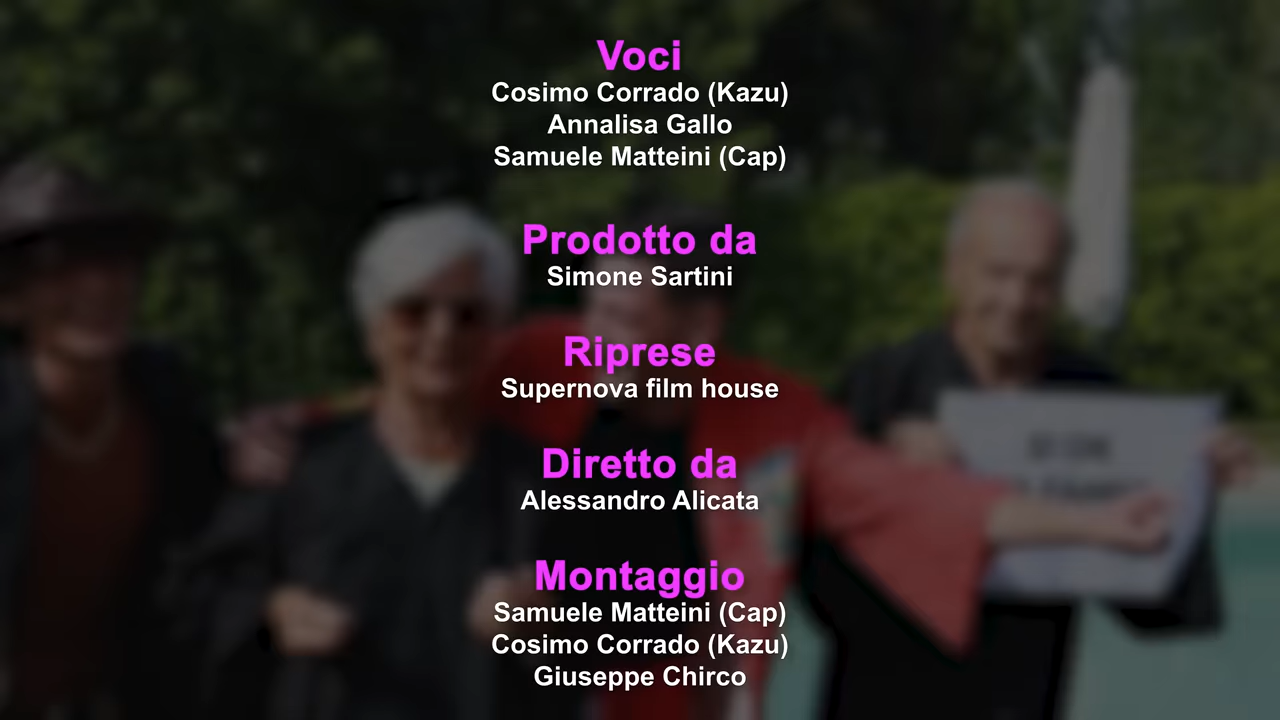 Voci
Cosimo Corrado (Kazu)
Annalisa Gallo
Samuele Matteini (Cap)
Prodotto da
Simone Sartini
Riprese
Supernova film house
Diretto da
Alessandro Alicata
Montaggio
Samuele Matteini (Cap)
Cosimo Corrado (Kazu)
Giuseppe Chirco